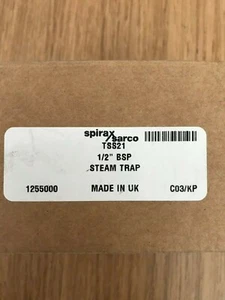 spirax
sarco
TSS21
1/2" BSP
STEAM TRAP
1255000 MADE IN UK C03/KP